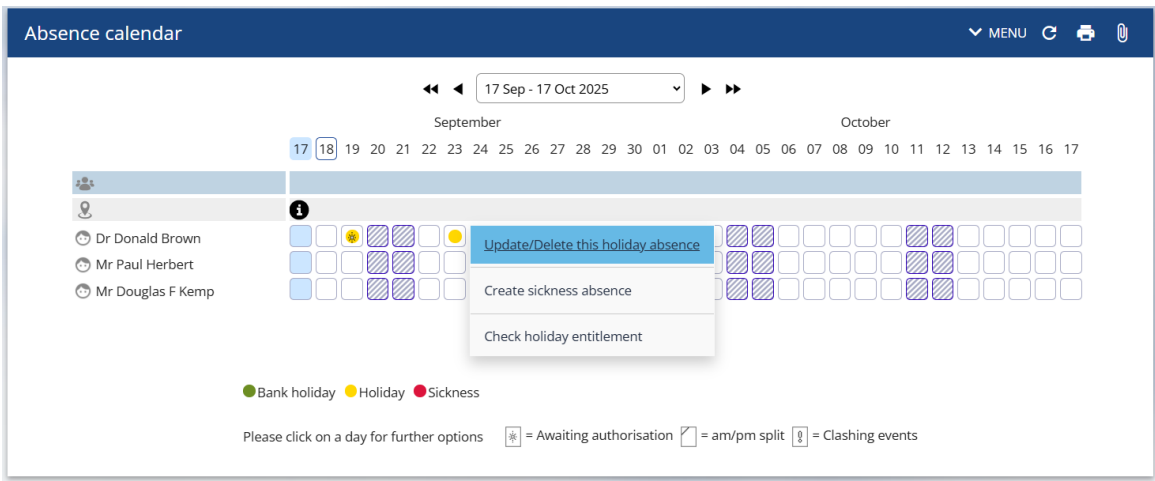 Absence calendar MENU
17 Sep - 17 Oct 2025
September October
17 18 19 20 21 22 23 24 25 26 27 28 29 30 01 02 03 04 05 06 07 08 09 10 11 12 13 14 15 16 17
Dr Donald Brown
Update/Delete this holiday absence
Mr Paul Herbert
Mr Douglas F Kemp
Create sickness absence
Check holiday entitlement
Bank holiday Holiday Sickness
Please click on a day for further options = Awaiting authorisation = am/pm split = Clashing events